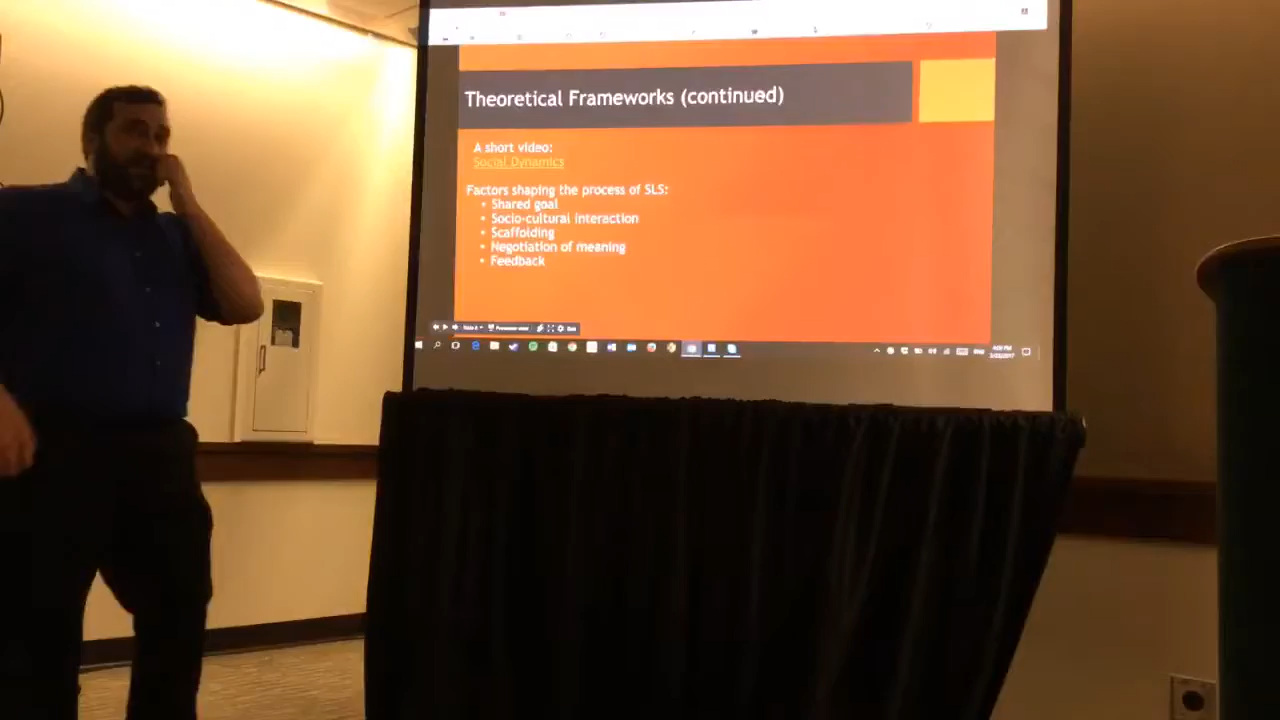 Theoretical Frameworks (continued)
A short video:
Social Dynamics
Factors shaping the process of SLS:
• Shared goal
• Socio-cultural interaction
• Scaffolding
• Negotiation of meaning
• Feedback